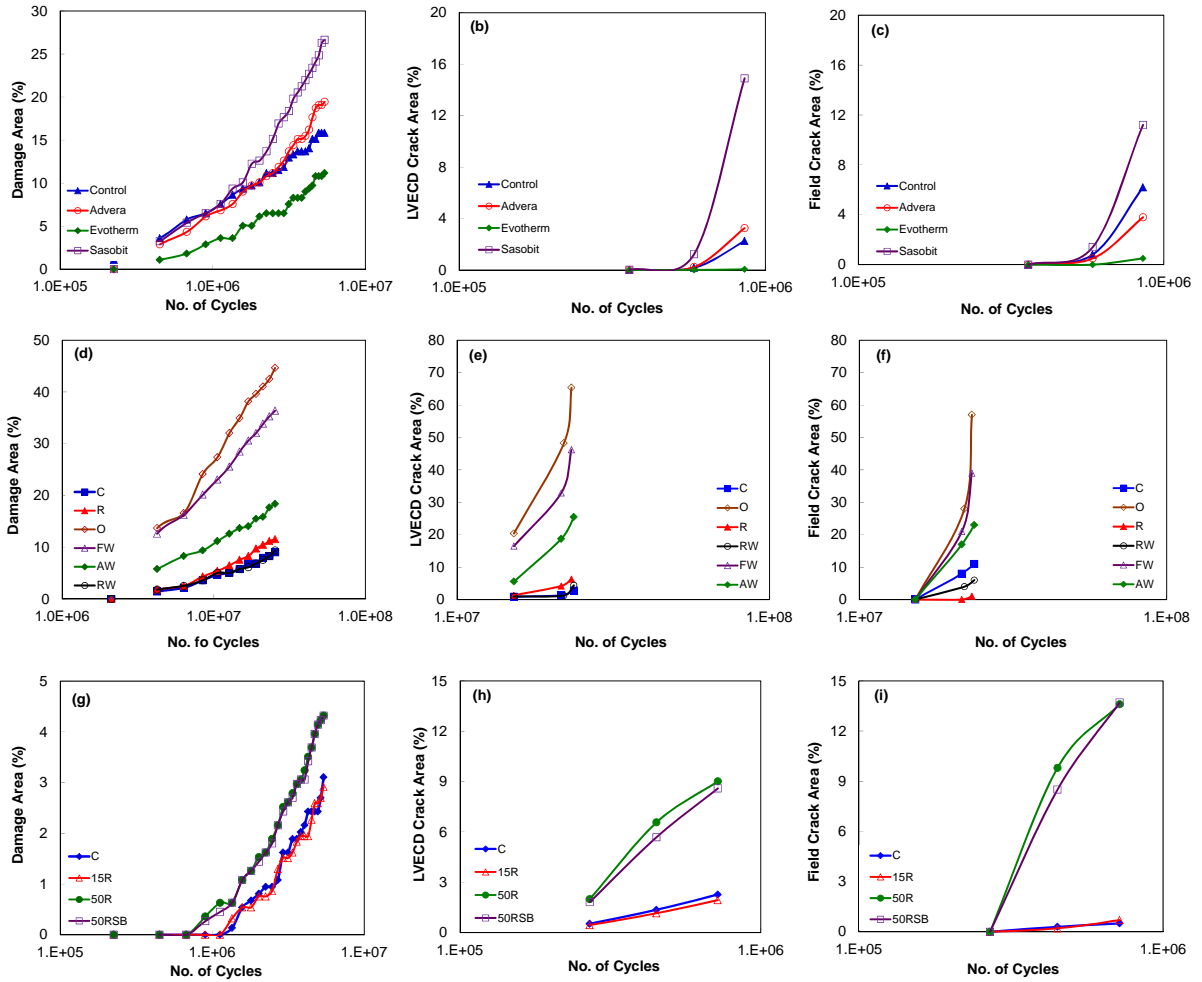 30
25
20
15
10
5
0
Damage Area (%)
Control
Advera
Evotherm
Sasobit
1.0E+05
1.0E+06
1.0E+07
No. of Cycles
(b)
20
16
12
8
4
0
LVECD Crack Area (%)
Control
Advera
Evotherm
Sasobit
1.0E+05
1.0E+06
No. of Cycles
(c)
20
16
12
8
4
0
Field Crack Area (%)
Control
Advera
Evotherm
Sasobit
1.0E+05
1.0E+06
No. of Cycles
(d)
50
40
30
20
10
0
Damage Area (%)
C
R
O
FW
AW
RW
1.0E+06
1.0E+07
1.0E+08
No. fo Cycles
(e)
80
70
60
50
40
30
20
10
0
LVECD Crack Area (%)
C
O
R
RW
FW
AW
1.E+07
1.E+08
No. of Cycles
(f)
80
70
60
50
40
30
20
10
0
Field Crack Area (%)
C
O
R
RW
FW
AW
1.E+07
1.E+08
No. of Cycles
(g)
5
4
3
2
1
0
Damage Area (%)
C
15R
50R
50RSB
1.0E+05
1.0E+06
1.0E+07
No. of Cycles
(h)
15
12
9
6
3
0
LVECD Crack Area (%)
C
15R
50R
50RSB
1.0E+05
1.0E+06
No. of Cycles
(i)
15
12
9
6
3
0
Field Crack Area (%)
C
15R
50R
50RSB
1.0E+05
1.0E+06
No. of Cycles